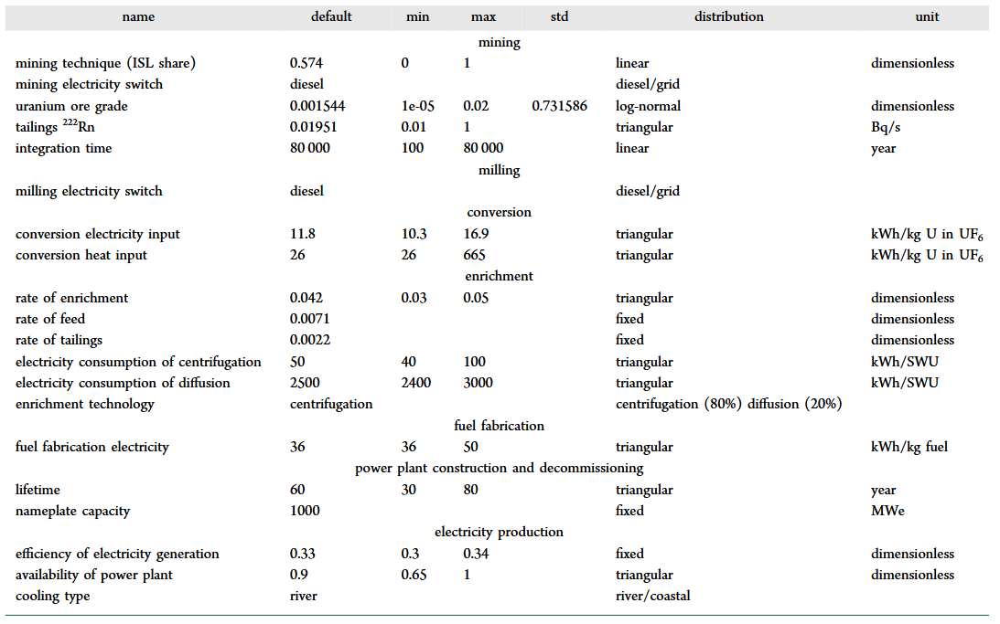 name default min max std distribution unit
mining
mining technique (ISL share) 0.574 0 1 linear dimensionless
mining electricity switch diesel diesel/grid
uranium ore grade 0.001544 1e-05 0.02 0.731586 log-normal dimensionless
tailings ²²²Rn 0.01951 0.01 1 triangular Bq/s
integration time 80 000 100 80 000 linear year
milling
milling electricity switch diesel diesel/grid
conversion
conversion electricity input 11.8 10.3 16.9 triangular kWh/kg U in UF₆
conversion heat input 26 26 665 triangular kWh/kg U in UF₆
enrichment
rate of enrichment 0.042 0.03 0.05 triangular dimensionless
rate of feed 0.0071 fixed dimensionless
rate of tailings 0.0022 fixed dimensionless
electricity consumption of centrifugation 50 40 100 triangular kWh/SWU
electricity consumption of diffusion 2500 2400 3000 triangular kWh/SWU
enrichment technology centrifugation centrifugation (80%) diffusion (20%)
fuel fabrication
fuel fabrication electricity 36 36 50 triangular kWh/kg fuel
power plant construction and decommissioning
lifetime 60 30 80 triangular year
nameplate capacity 1000 fixed MWe
electricity production
efficiency of electricity generation 0.33 0.3 0.34 fixed dimensionless
availability of power plant 0.9 0.65 1 triangular dimensionless
cooling type river river/coastal